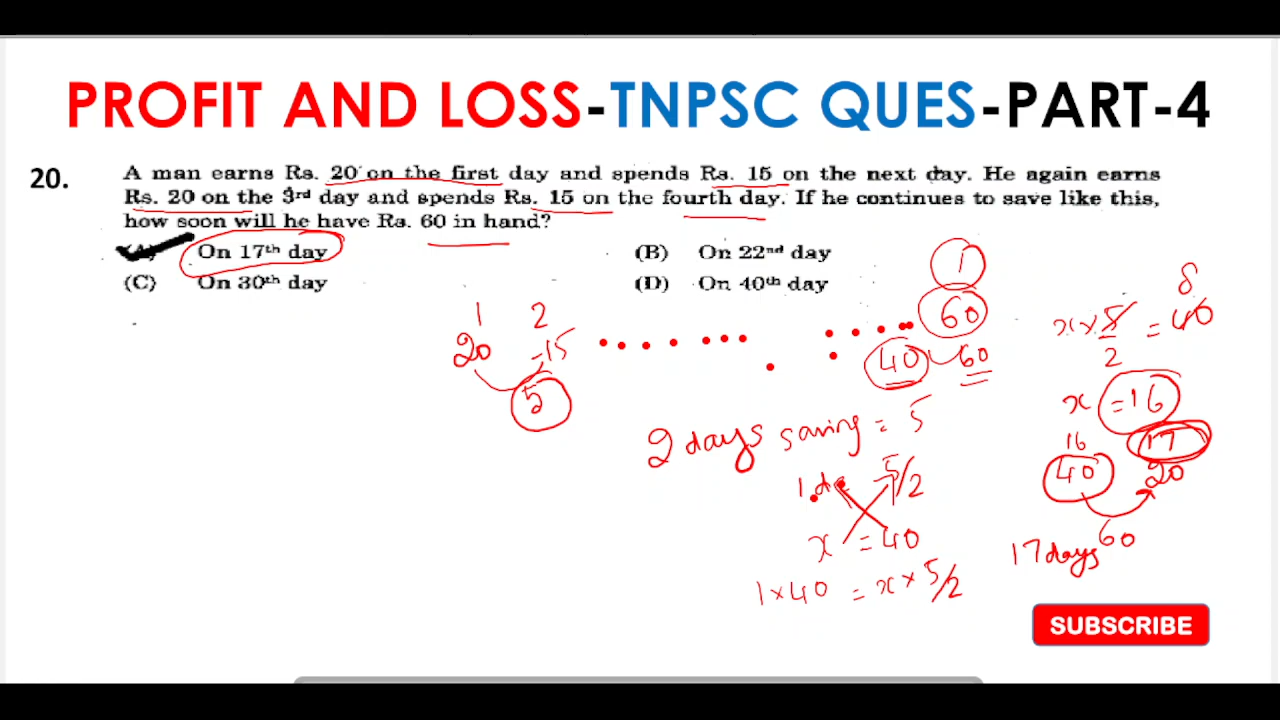 PROFIT AND LOSS-TNPSC QUES-PART-4
20. A man earns Rs. 20 on the first day and spends Rs. 15 on the next day. He again earns
Rs. 20 on the 3rd day and spends Rs. 15 on the fourth day. If he continues to save like this,
how soon will he have Rs. 60 in hand?
(A) On 17th day (B) On 22nd day
(C) On 30th day (D) On 40th day
1 2
20 -15
5
1
60
40 60
2 days saving = 5
1 da = 5/2
x = 40
1 x 40 = x x 5/2
8
x x 5/2 = 40
x = 16
16 17
40 20
60
17 days
SUBSCRIBE